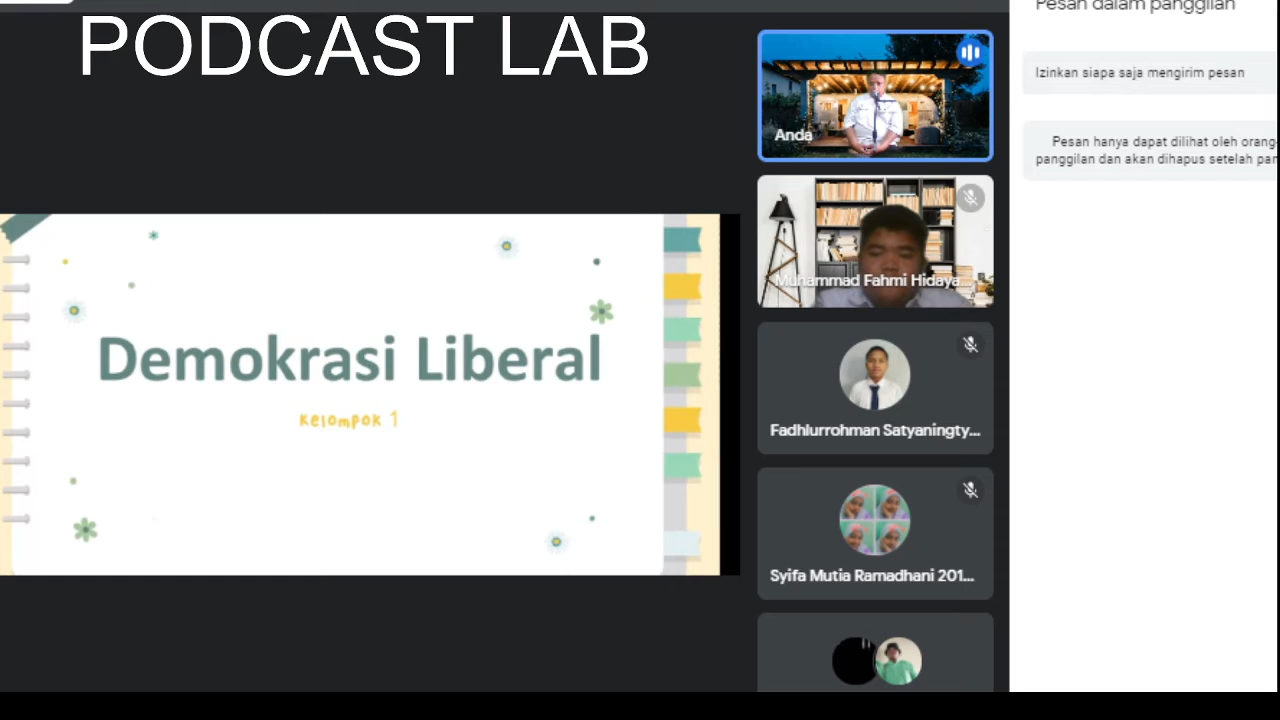 PODCAST LAB
Demokrasi Liberal
Kelompok 1
Anda
Muhammad Fahmi Hidaya...
Fadhlurrohman Satyaningty...
Syifa Mutia Ramadhani 201...
Pesan dalam panggilan
Izinkan siapa saja mengirim pesan
Pesan hanya dapat dilihat oleh orang-
panggilan dan akan dihapus setelah pan